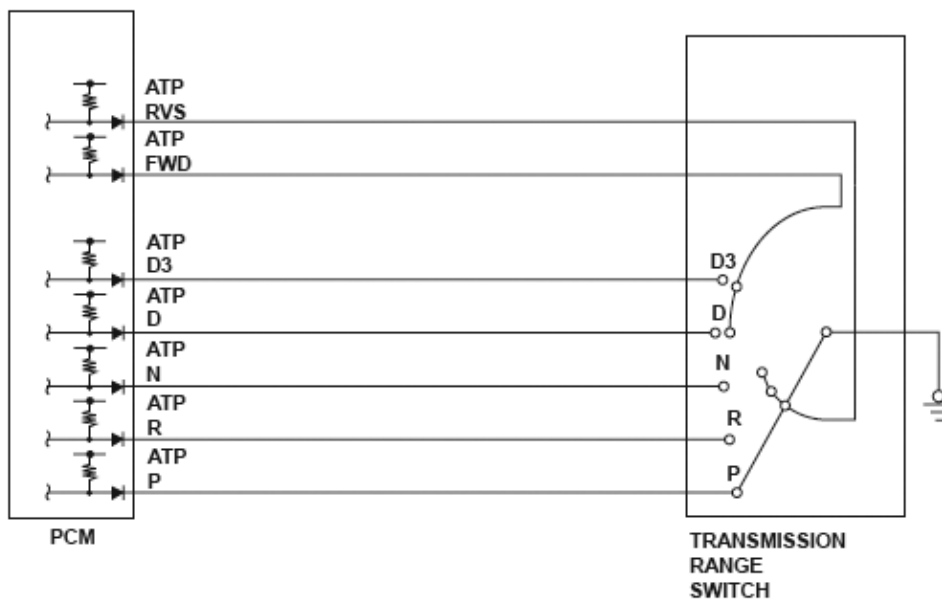 ATP
RVS
ATP
FWD
ATP
D3
ATP
D
ATP
N
ATP
R
ATP
P
D3
D
N
R
P
PCM
TRANSMISSION
RANGE
SWITCH